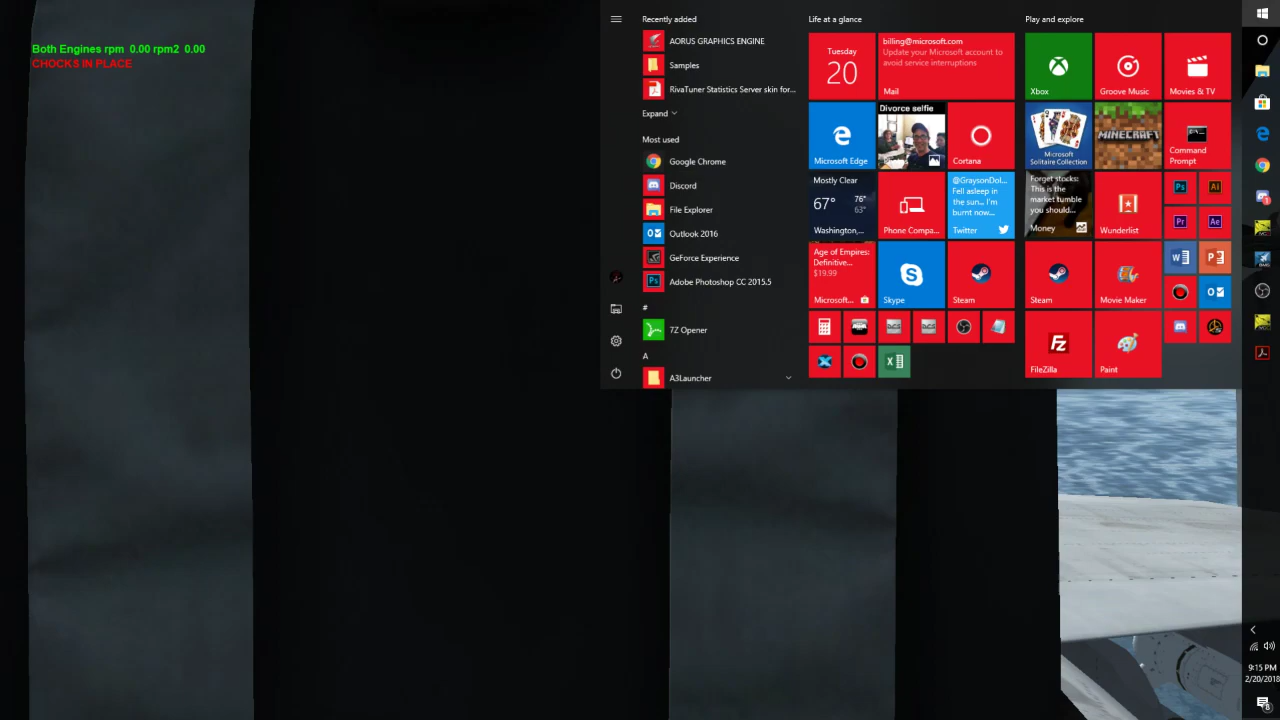 Both Engines rpm 0.00 rpm2 0.00
CHOCKS IN PLACE
Recently added
AORUS GRAPHICS ENGINE
Samples
RivaTuner Statistics Server skin for...
Expand
Most used
Google Chrome
Discord
File Explorer
Outlook 2016
GeForce Experience
Adobe Photoshop CC 2015.5
#
7Z Opener
A
A3Launcher
Life at a glance
Tuesday
20
billing@microsoft.com
Update your Microsoft account to
avoid service interruptions
Mail
Microsoft Edge
Divorce selfie
Cortana
Mostly Clear
67° 76°
63°
Washington,...
Phone Compa...
@GraysonDol...
Fell asleep in
the sun... I'm
burnt now...
Twitter
Age of Empires:
Definitive...
$19.99
Microsoft...
Skype
Steam
Play and explore
Xbox
Groove Music
Movies & TV
Microsoft
Solitaire Collection
MINECRAFT
Command
Prompt
Forget stocks:
This is the
market tumble
you should...
Money
Wunderlist
Ps
Ai
Pr
Ae
Steam
Movie Maker
FileZilla
Paint
9:15 PM
2/20/2018